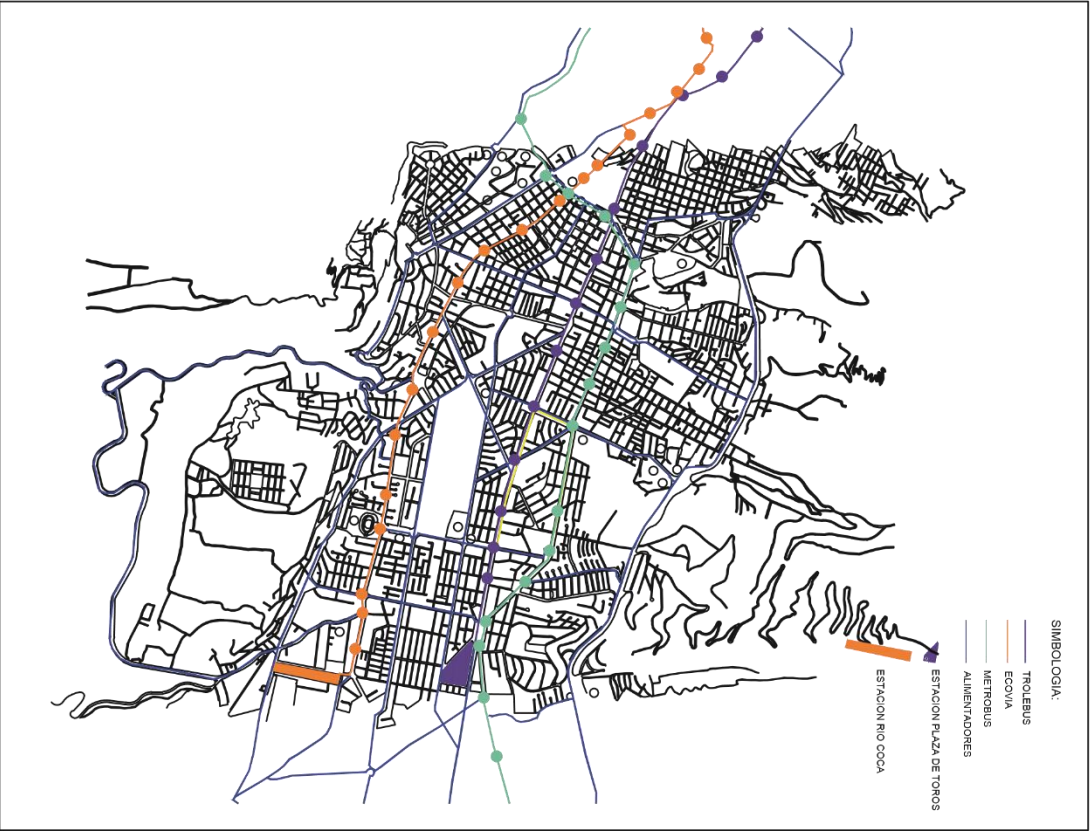 SIMBOLOGIA:
TROLEBUS
ECOVIA
METROBUS
ALIMENTADORES
ESTACION PLAZA DE TOROS
ESTACION RIO COCA